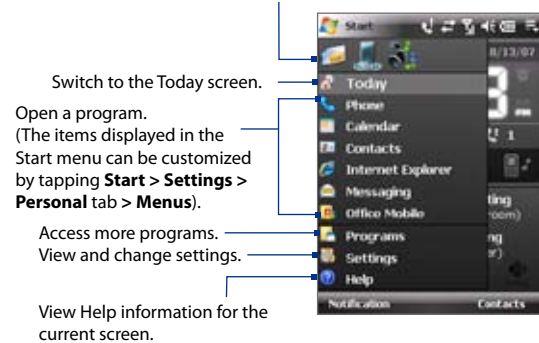 Start
8/13/07
Switch to the Today screen.
Today
Open a program.
(The items displayed in the
Start menu can be customized
by tapping Start > Settings >
Personal tab > Menus).
Phone
Calendar
Contacts
Internet Explorer
Messaging
Office Mobile
Access more programs.
Programs
View and change settings.
Settings
Help
View Help information for the
current screen.
Notification
Contacts